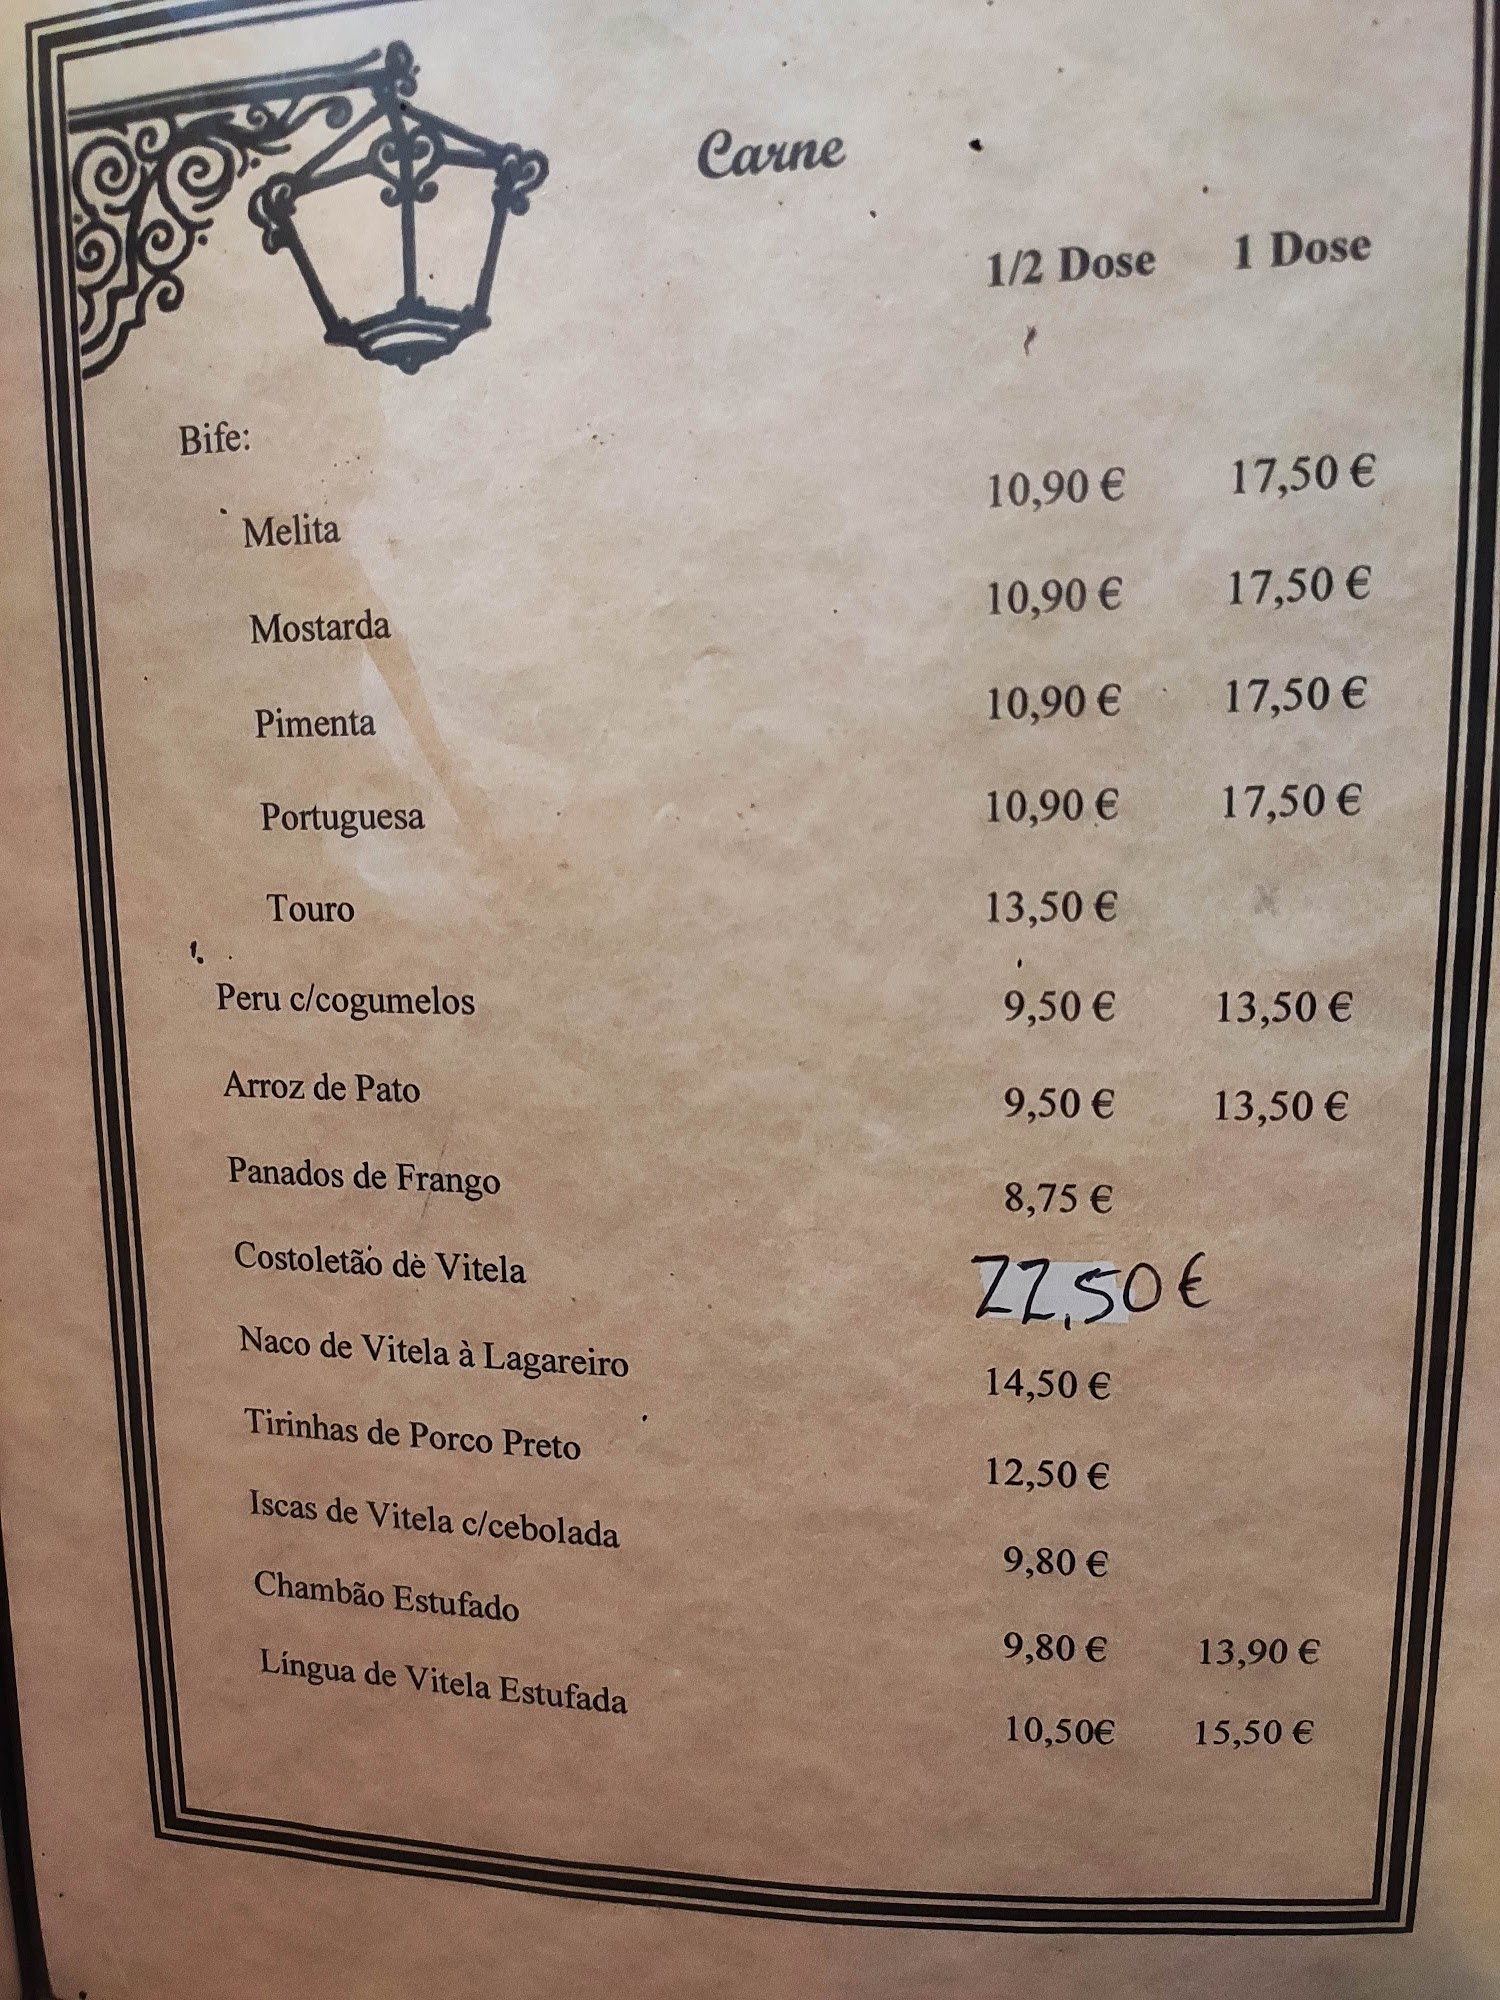 Carne
1/2 Dose 1 Dose
Bife:
Melita 10,90 € 17,50 €
Mostarda 10,90 € 17,50 €
Pimenta 10,90 € 17,50 €
Portuguesa 10,90 € 17,50 €
Touro 13,50 €
Peru c/cogumelos 9,50 € 13,50 €
Arroz de Pato 9,50 € 13,50 €
Panados de Frango 8,75 €
Costoletão de Vitela 22,50 €
Naco de Vitela à Lagareiro 14,50 €
Tirinhas de Porco Preto 12,50 €
Iscas de Vitela c/cebolada 9,80 €
Chambão Estufado 9,80 € 13,90 €
Língua de Vitela Estufada 10,50€ 15,50 €